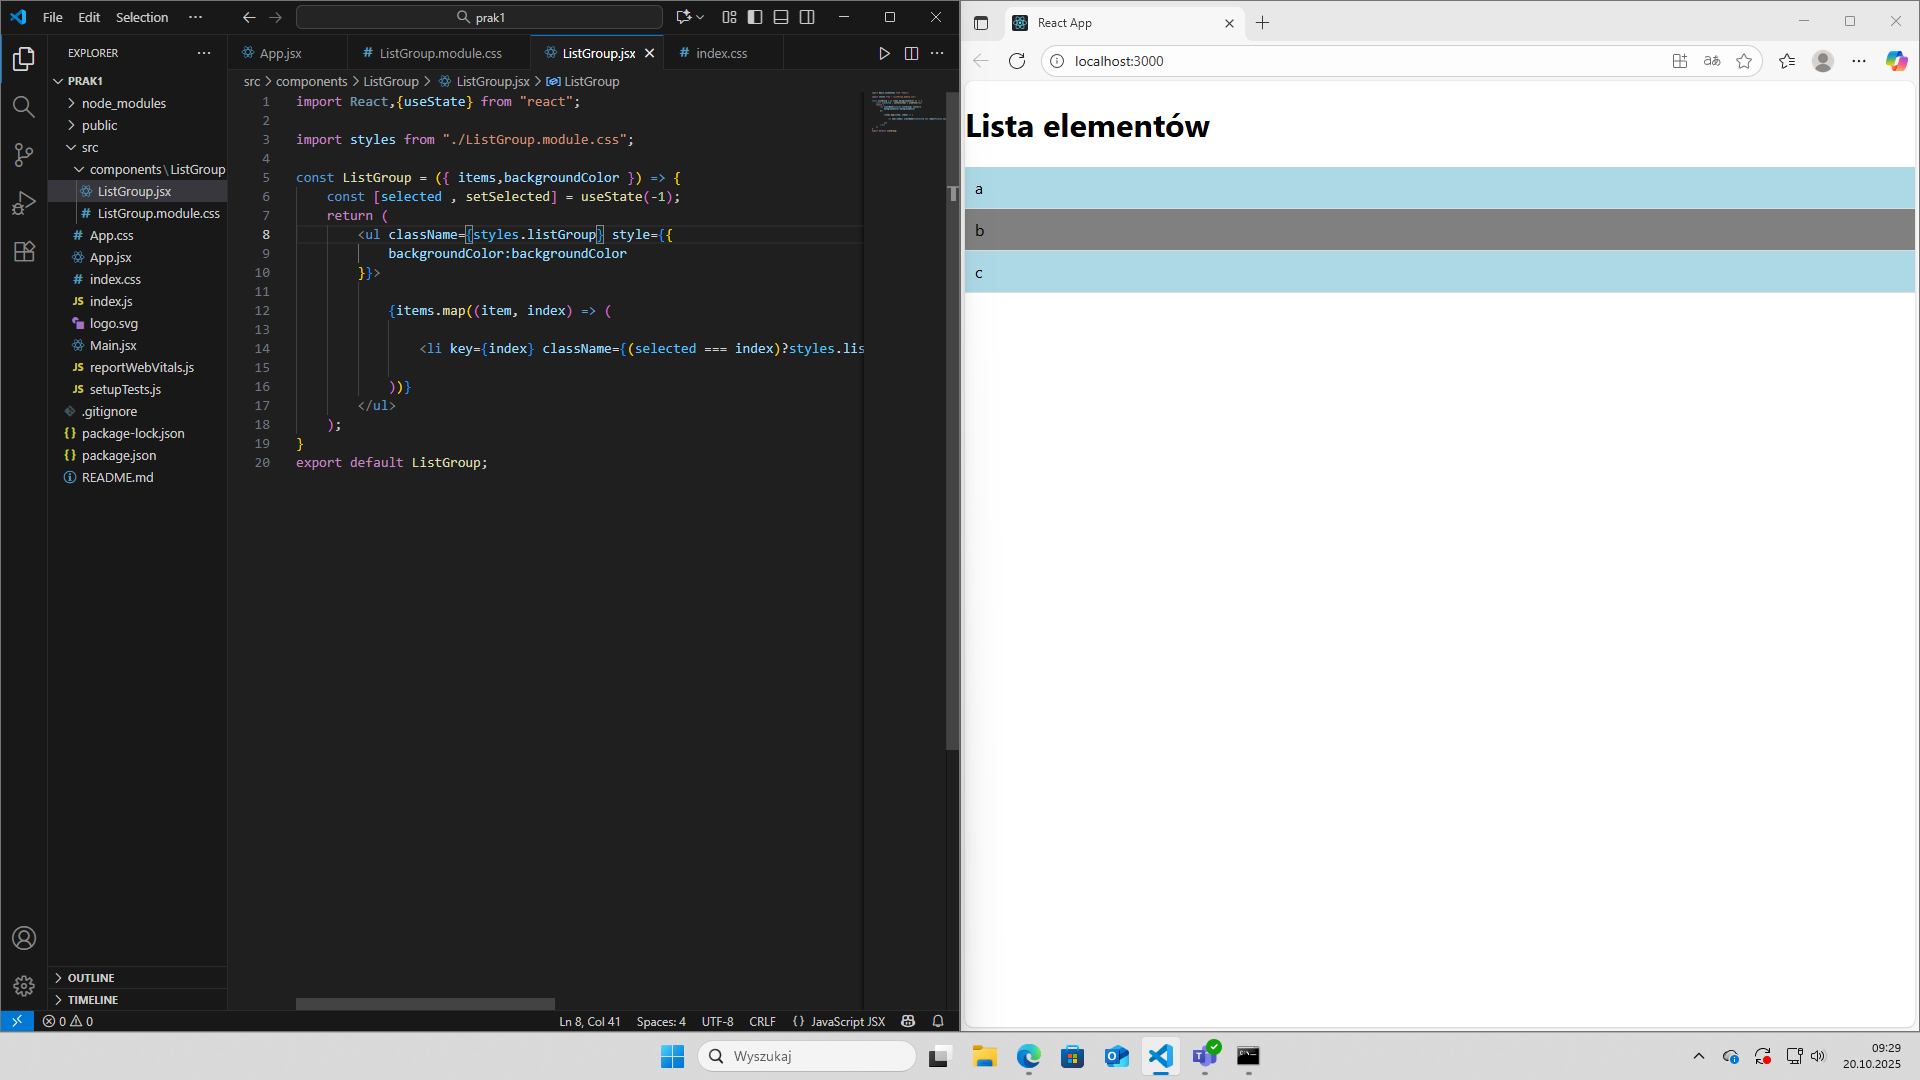 File Edit Selection ···
prak1
EXPLORER
PRAK1
node_modules
public
src
components\ListGroup
ListGroup.jsx
# ListGroup.module.css
# App.css
App.jsx
# index.css
JS index.js
logo.svg
Main.jsx
JS reportWebVitals.js
JS setupTests.js
.gitignore
{} package-lock.json
{} package.json
README.md
OUTLINE
TIMELINE
App.jsx
# ListGroup.module.css
ListGroup.jsx
# index.css
src > components > ListGroup > ListGroup.jsx > ListGroup
1 import React,{useState} from "react";
2
3 import styles from "./ListGroup.module.css";
4
5 const ListGroup = ({ items,backgroundColor }) => {
6 const [selected , setSelected] = useState(-1);
7 return (
8 <ul className={styles.listGroup} style={{
9 backgroundColor:backgroundColor
10 }}>
11
12 {items.map((item, index) => (
13
14 <li key={index} className={(selected === index)?styles.lis
15
16 ))}
17 </ul>
18 );
19 }
20 export default ListGroup;
0 0
Ln 8, Col 41 Spaces: 4 UTF-8 CRLF {} JavaScript JSX
React App
localhost:3000
aあ
Lista elementów
a
b
c
Wyszukaj
09:29
20.10.2025